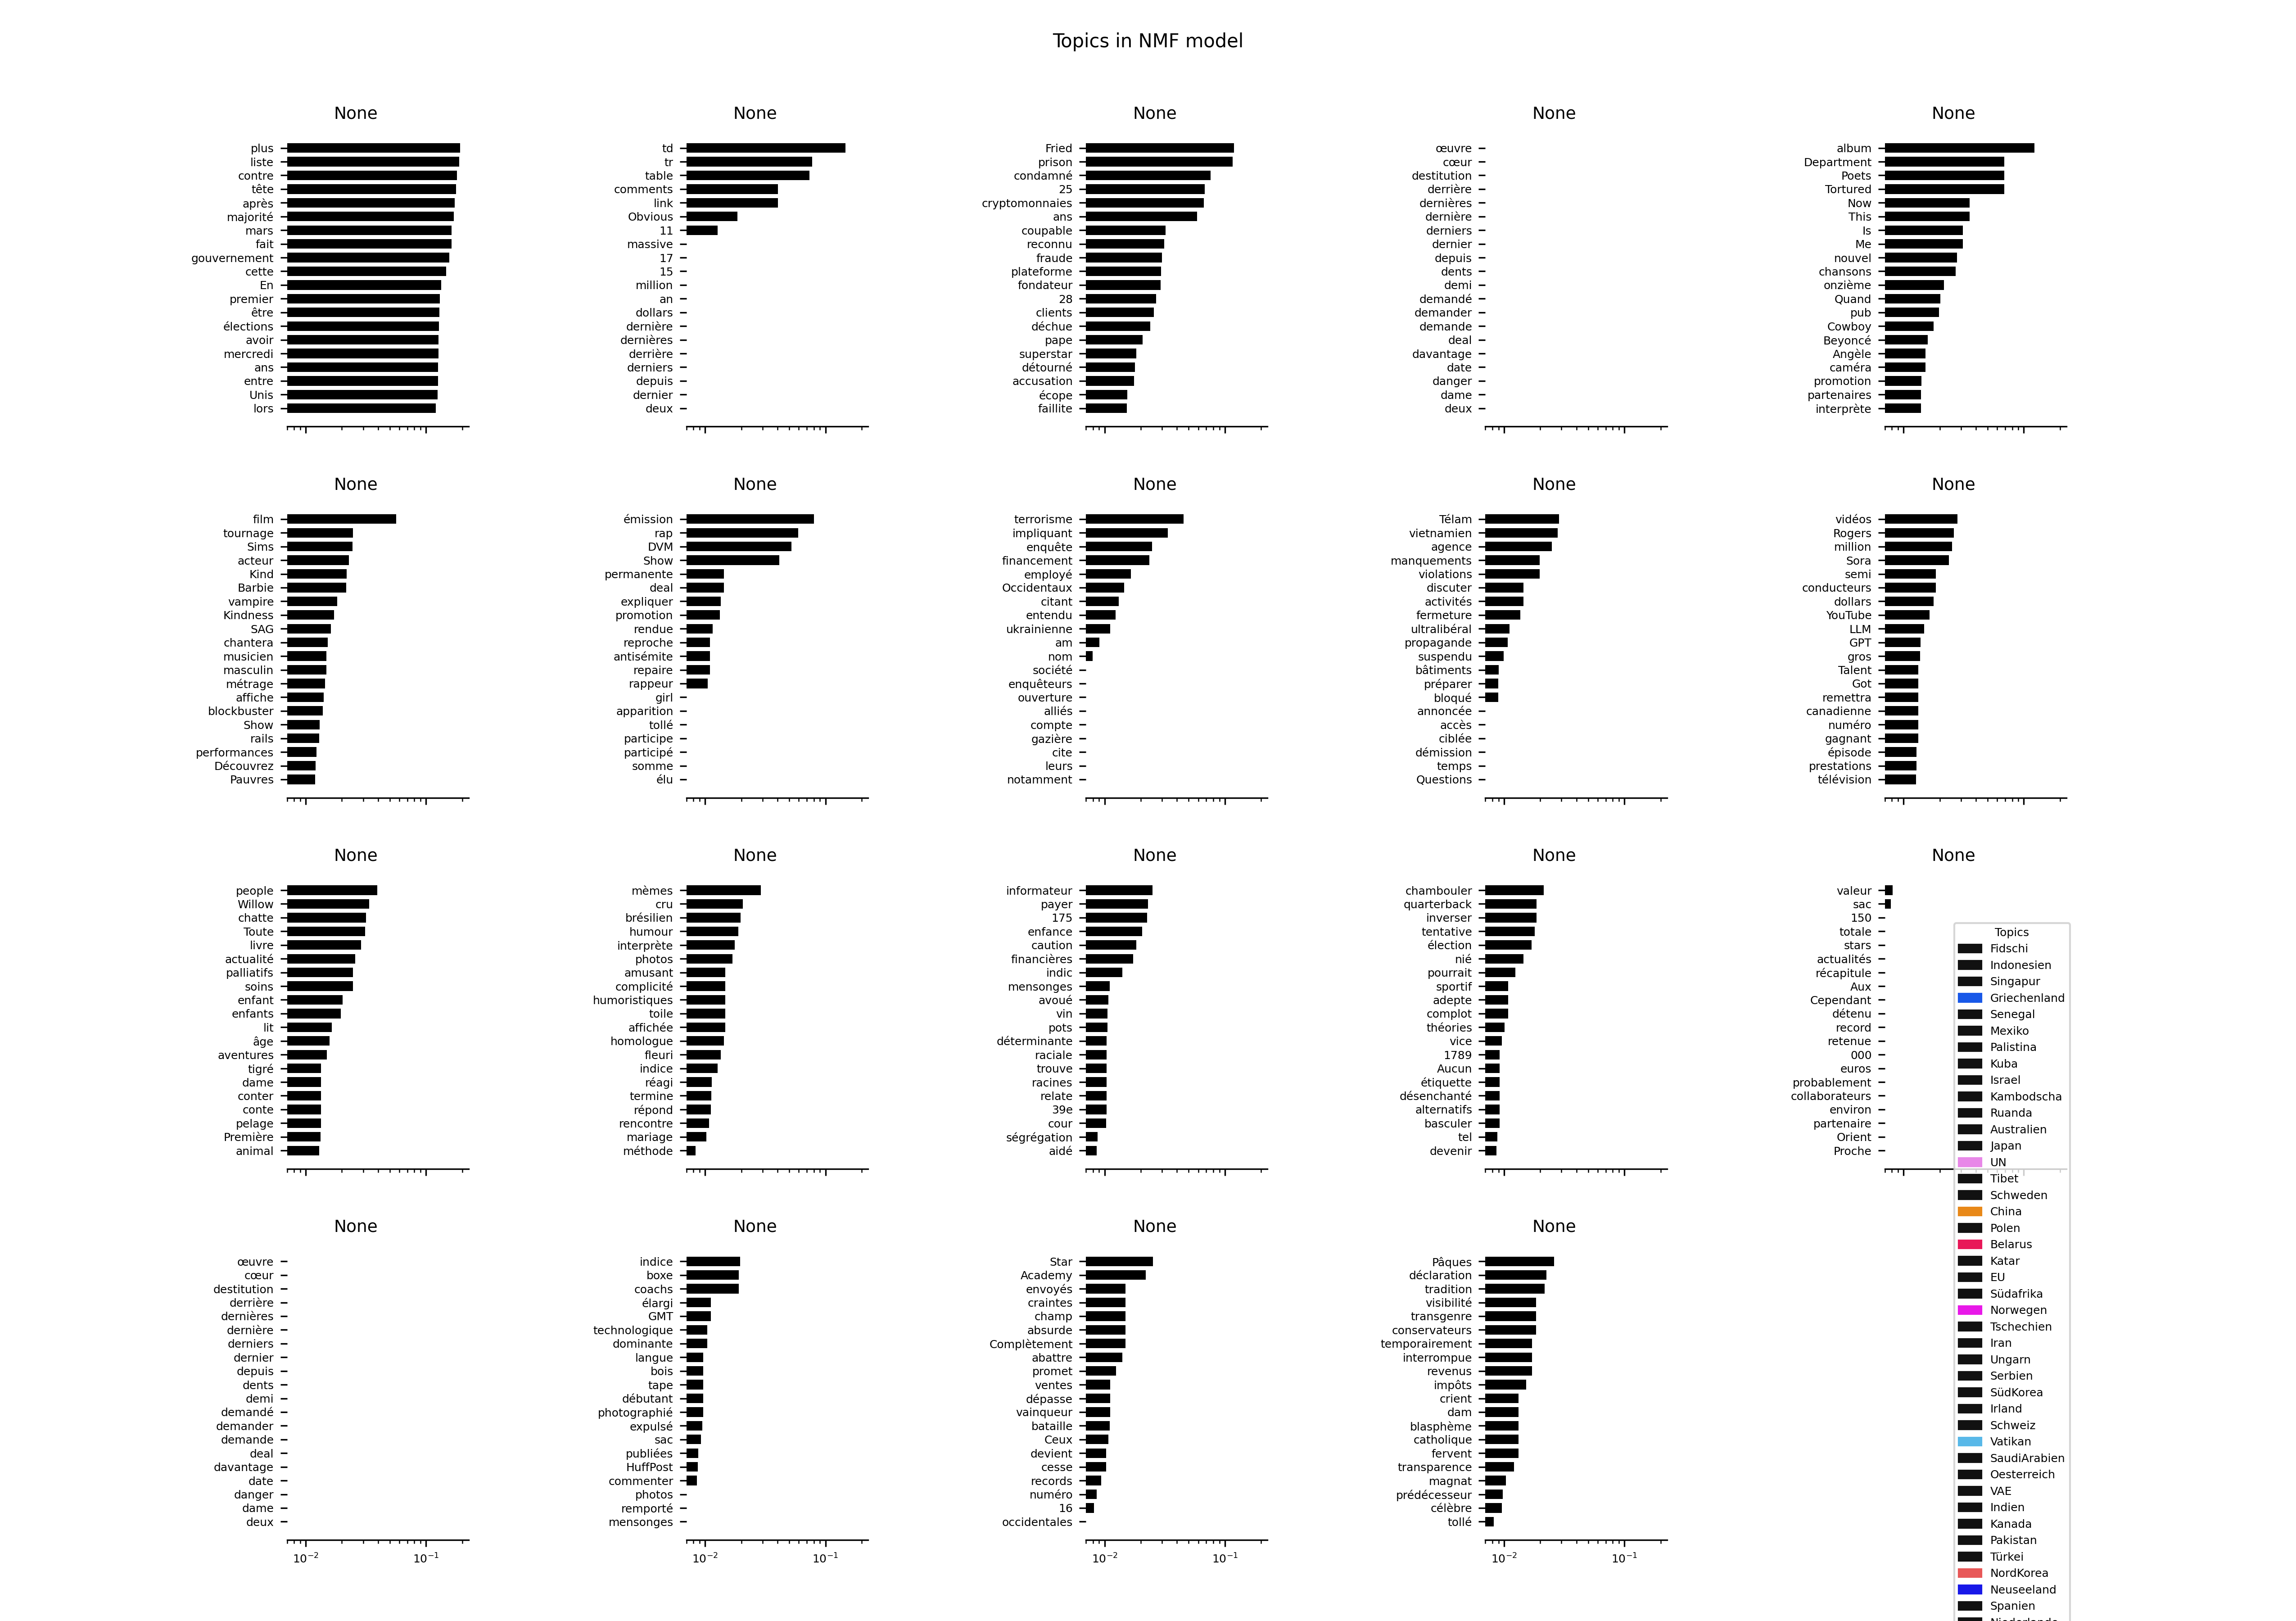 Topics in NMF model
None
plus
liste
contre
tête
après
majorité
mars
fait
gouvernement
cette
En
premier
être
élections
avoir
mercredi
ans
entre
Unis
lors
None
td
tr
table
comments
link
Obvious
11
massive
17
15
million
an
dollars
dernière
dernières
derrière
derniers
depuis
dernier
deux
None
Fried
prison
condamné
25
cryptomonnaies
ans
coupable
reconnu
fraude
plateforme
fondateur
28
clients
déchue
pape
superstar
détourné
accusation
écope
faillite
None
œuvre
cœur
destitution
derrière
dernières
dernière
derniers
dernier
depuis
dents
demi
demandé
demander
demande
deal
davantage
date
danger
dame
deux
None
album
Department
Poets
Tortured
Now
This
Is
Me
nouvel
chansons
onzième
Quand
pub
Cowboy
Beyoncé
Angèle
caméra
promotion
partenaires
interprète
None
film
tournage
Sims
acteur
Kind
Barbie
vampire
Kindness
SAG
chantera
musicien
masculin
métrage
affiche
blockbuster
Show
rails
performances
Découvrez
Pauvres
None
émission
rap
DVM
Show
permanente
deal
expliquer
promotion
rendue
reproche
antisémite
repaire
rappeur
girl
apparition
tollé
participe
participé
somme
élu
None
terrorisme
impliquant
enquête
financement
employé
Occidentaux
citant
entendu
ukrainienne
am
nom
société
enquêteurs
ouverture
alliés
compte
gazière
cite
leurs
notamment
None
Télam
vietnamien
agence
manquements
violations
discuter
activités
fermeture
ultralibéral
propagande
suspendu
bâtiments
préparer
bloqué
annoncée
accès
ciblée
démission
temps
Questions
None
vidéos
Rogers
million
Sora
semi
conducteurs
dollars
YouTube
LLM
GPT
gros
Talent
Got
remettra
canadienne
numéro
gagnant
épisode
prestations
télévision
None
people
Willow
chatte
Toute
livre
actualité
palliatifs
soins
enfant
enfants
lit
âge
aventures
tigré
dame
conter
conte
pelage
Première
animal
None
mèmes
cru
brésilien
humour
interprète
photos
amusant
complicité
humoristiques
toile
affichée
homologue
fleuri
indice
réagi
termine
répond
rencontre
mariage
méthode
None
informateur
payer
175
enfance
caution
financières
indic
mensonges
avoué
vin
pots
déterminante
raciale
trouve
racines
relate
39e
cour
ségrégation
aidé
None
chambouler
quarterback
inverser
tentative
élection
nié
pourrait
sportif
adepte
complot
théories
vice
1789
Aucun
étiquette
désenchanté
alternatifs
basculer
tel
devenir
None
valeur
sac
150
totale
stars
actualités
récapitule
Aux
Cependant
détenu
record
retenue
000
euros
probablement
collaborateurs
environ
partenaire
Orient
Proche
None
œuvre
cœur
destitution
derrière
dernières
dernière
derniers
dernier
depuis
dents
demi
demandé
demander
demande
deal
davantage
date
danger
dame
deux
10⁻² 10⁻¹
None
indice
boxe
coachs
élargi
GMT
technologique
dominante
langue
bois
tape
débutant
photographié
expulsé
sac
publiées
HuffPost
commenter
photos
remporté
mensonges
10⁻² 10⁻¹
None
Star
Academy
envoyés
craintes
champ
absurde
Complètement
abattre
promet
ventes
dépasse
vainqueur
bataille
Ceux
devient
cesse
records
numéro
16
occidentales
10⁻² 10⁻¹
None
Pâques
déclaration
tradition
visibilité
transgenre
conservateurs
temporairement
interrompue
revenus
impôts
crient
dam
blasphème
catholique
fervent
transparence
magnat
prédécesseur
célèbre
tollé
10⁻² 10⁻¹
Topics
Fidschi
Indonesien
Singapur
Griechenland
Senegal
Mexiko
Palistina
Kuba
Israel
Kambodscha
Ruanda
Australien
Japan
UN
Tibet
Schweden
China
Polen
Belarus
Katar
EU
Südafrika
Norwegen
Tschechien
Iran
Ungarn
Serbien
SüdKorea
Irland
Schweiz
Vatikan
SaudiArabien
Oesterreich
VAE
Indien
Kanada
Pakistan
Türkei
NordKorea
Neuseeland
Spanien